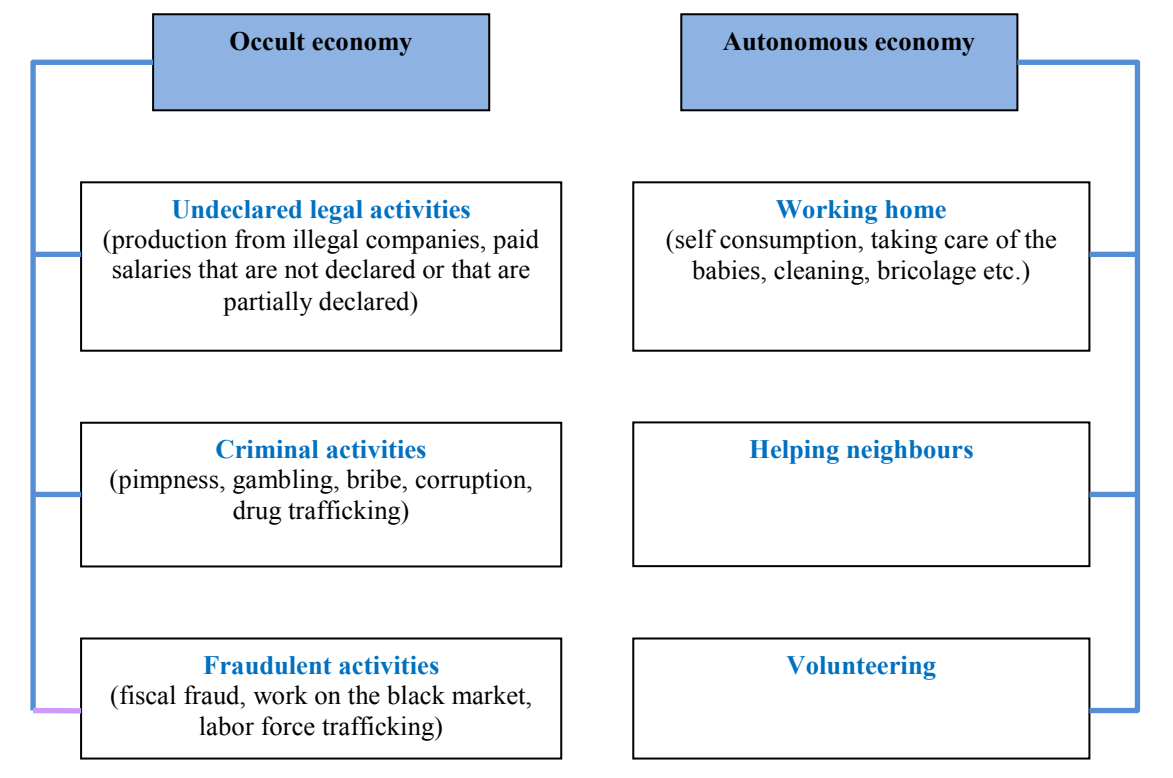 Occult economy
Autonomous economy
Undeclared legal activities
(production from illegal companies, paid
salaries that are not declared or that are
partially declared)
Working home
(self consumption, taking care of the
babies, cleaning, bricolage etc.)
Criminal activities
(pimpness, gambling, bribe, corruption,
drug trafficking)
Helping neighbours
Fraudulent activities
(fiscal fraud, work on the black market,
labor force trafficking)
Volunteering